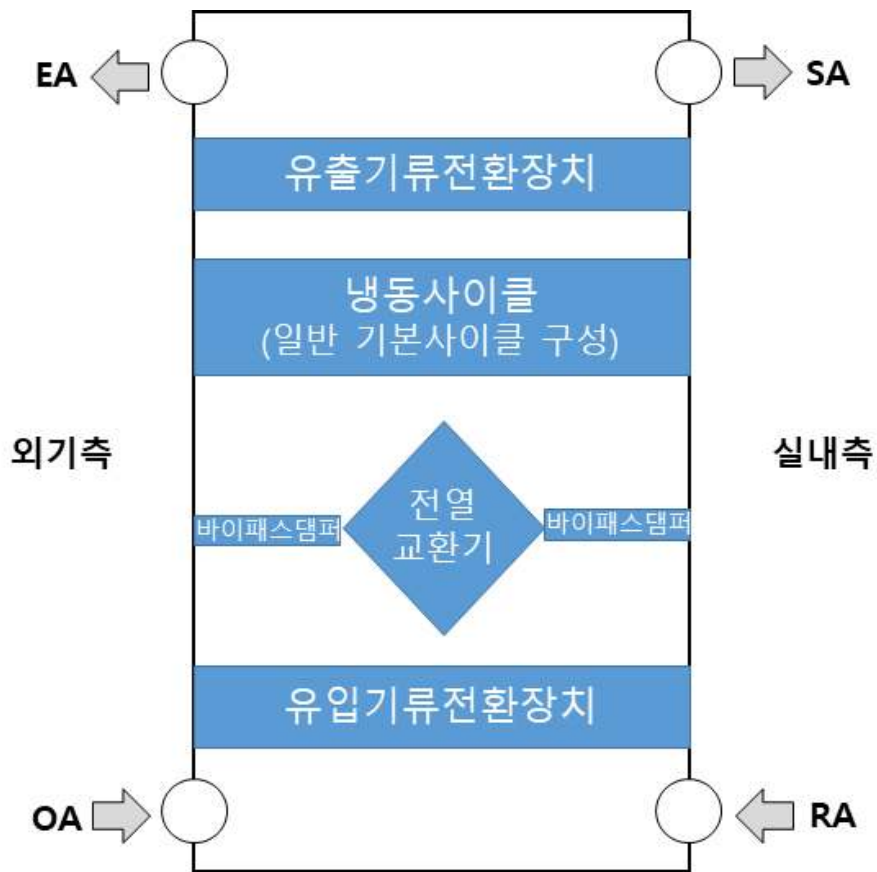 EA
SA
유출기류전환장치
냉동사이클
(일반 기본사이클 구성)
외기측
실내측
전열
교환기
바이패스댐퍼
바이패스댐퍼
유입기류전환장치
OA
RA